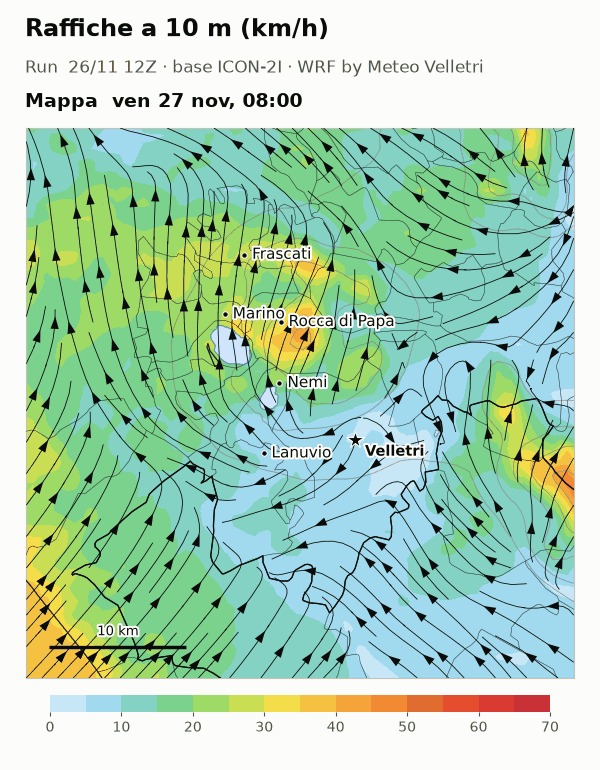 Raffiche a 10 m (km/h)
Run  26/11 12Z · base ICON-2I · WRF by Meteo Velletri
Mappa  ven 27 nov, 08:00
Frascati
Marino
Rocca di Papa
Nemi
Lanuvio
Velletri
10 km
0 10 20 30 40 50 60 70